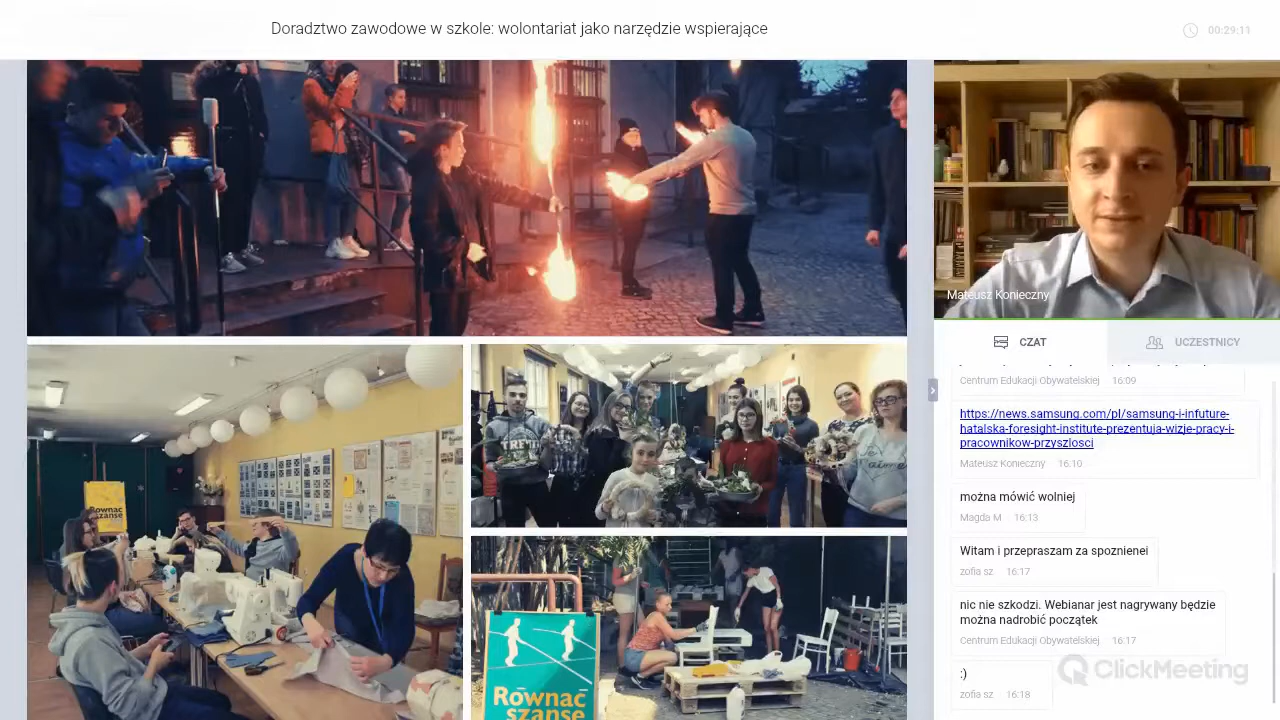 Doradztwo zawodowe w szkole: wolontariat jako narzędzie wspierające
00:29:11
Mateusz Konieczny
CZAT
UCZESTNICY
Centrum Edukacji Obywatelskiej 16:09
https://news.samsung.com/pl/samsung-i-infuture-
hatalska-foresight-institute-prezentuja-wizje-pracy-i-
pracownikow-przyszlosci
Mateusz Konieczny 16:10
można mówić wolniej
Magda M 16:13
Witam i przepraszam za spoznienei
zofia sz 16:17
nic nie szkodzi. Webianar jest nagrywany będzie
można nadrobić początek
Centrum Edukacji Obywatelskiej 16:17
:)
zofia sz 16:18
ClickMeeting
Równać
szanse
Równać
szanse